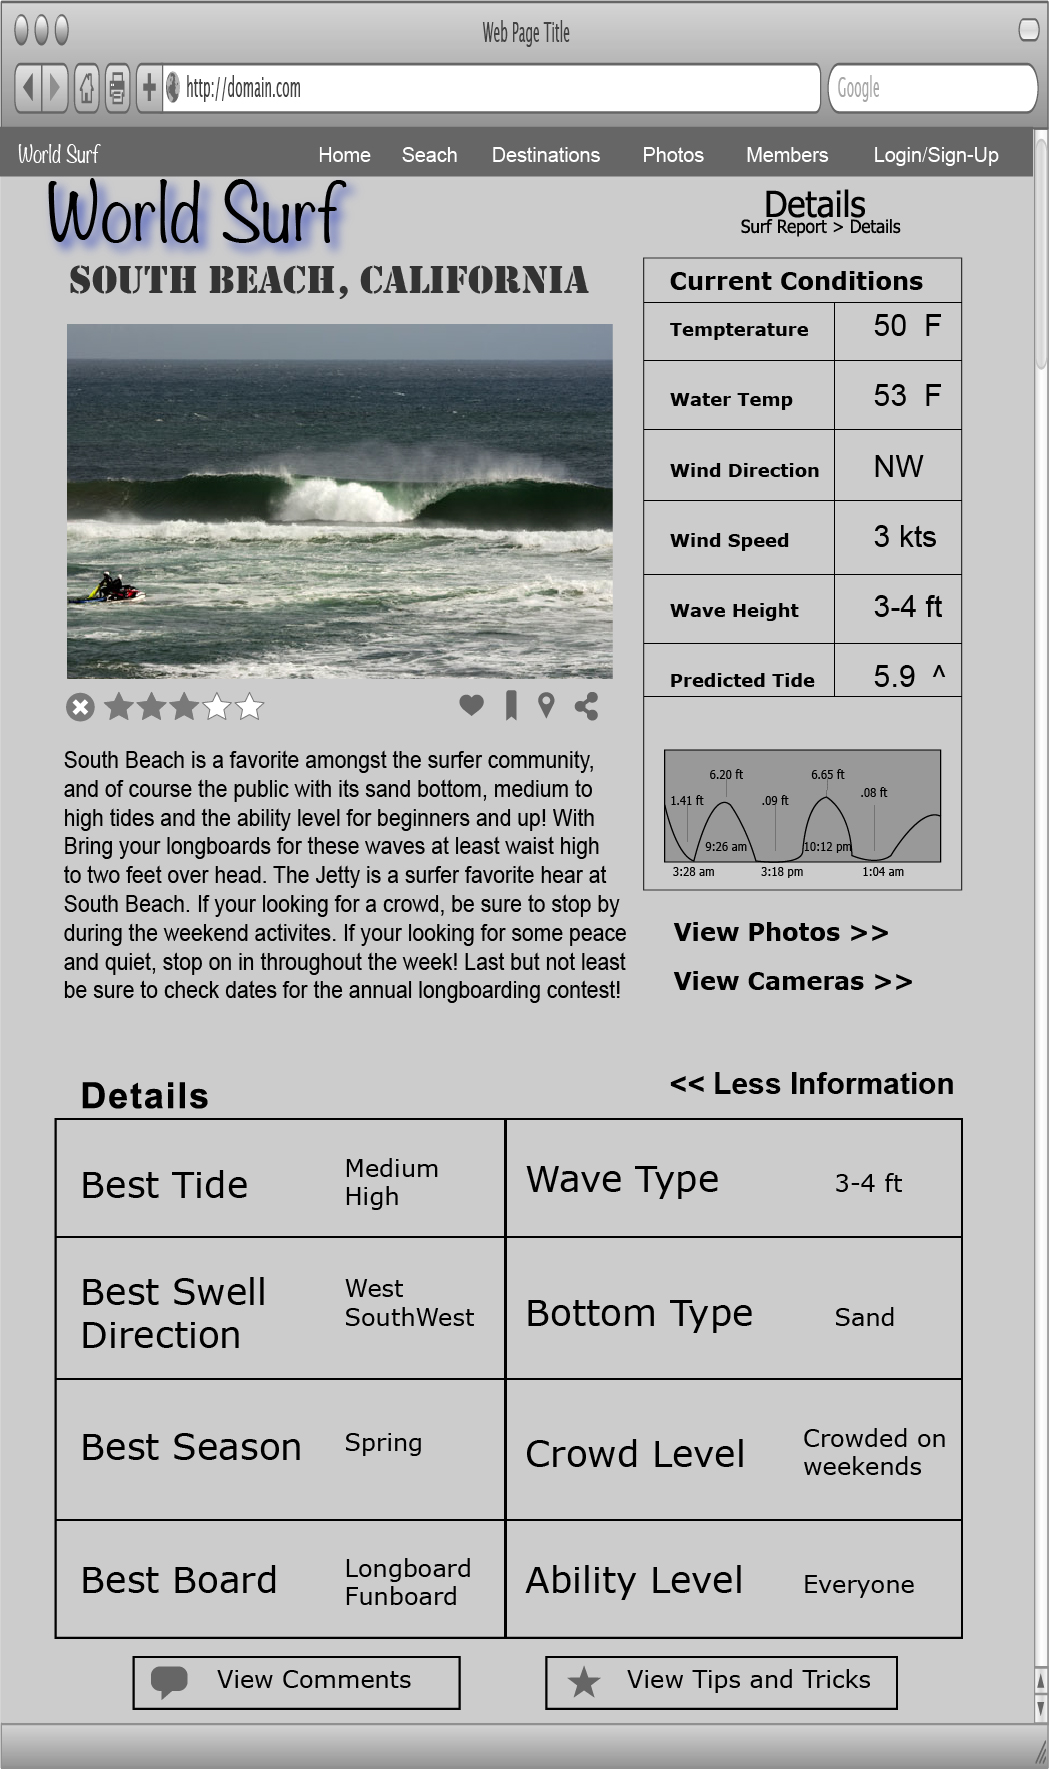 Web Page Title
http://domain.com
Google
World Surf
Home Seach Destinations Photos Members Login/Sign-Up
World Surf
SOUTH BEACH, CALIFORNIA
Details
Surf Report > Details
Current Conditions
Tempterature 50 F
Water Temp 53 F
Wind Direction NW
Wind Speed 3 kts
Wave Height 3-4 ft
Predicted Tide 5.9 ^
6.20 ft 6.65 ft
1.41 ft .09 ft .08 ft
9:26 am 10:12 pm
3:28 am 3:18 pm 1:04 am
View Photos >>
View Cameras >>
South Beach is a favorite amongst the surfer community,
and of course the public with its sand bottom, medium to
high tides and the ability level for beginners and up! With
Bring your longboards for these waves at least waist high
to two feet over head. The Jetty is a surfer favorite hear at
South Beach. If your looking for a crowd, be sure to stop by
during the weekend activites. If your looking for some peace
and quiet, stop on in throughout the week! Last but not least
be sure to check dates for the annual longboarding contest!
Details
<< Less Information
Best Tide
Medium
High
Wave Type
3-4 ft
Best Swell
Direction
West
SouthWest
Bottom Type
Sand
Best Season
Spring
Crowd Level
Crowded on
weekends
Best Board
Longboard
Funboard
Ability Level
Everyone
View Comments
View Tips and Tricks